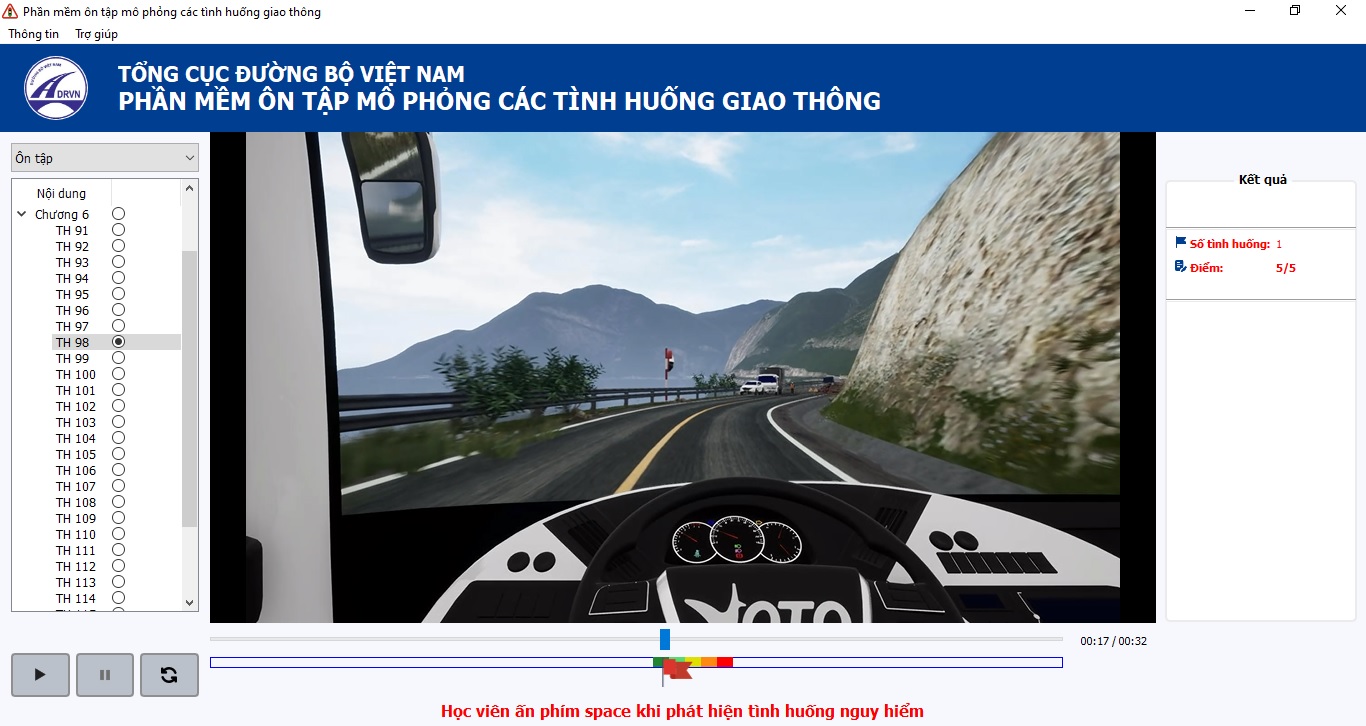 Phần mềm ôn tập mô phỏng các tình huống giao thông
Thông tin Trợ giúp
ĐƯỜNG BỘ VIỆT NAM
DRVN
TỔNG CỤC ĐƯỜNG BỘ VIỆT NAM
PHẦN MỀM ÔN TẬP MÔ PHỎNG CÁC TÌNH HUỐNG GIAO THÔNG
Ôn tập
Nội dung
Chương 6
TH 91
TH 92
TH 93
TH 94
TH 95
TH 96
TH 97
TH 98
TH 99
TH 100
TH 101
TH 102
TH 103
TH 104
TH 105
TH 106
TH 107
TH 108
TH 109
TH 110
TH 111
TH 112
TH 113
TH 114
OTO
Kết quả
Số tình huống: 1
Điểm: 5/5
00:17 / 00:32
Học viên ấn phím space khi phát hiện tình huống nguy hiểm